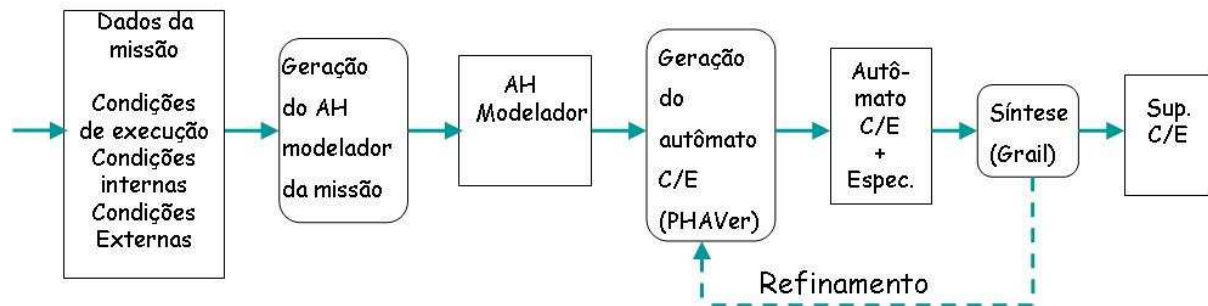 Dados da
missão
Condições
de execução
Condições
internas
Condições
Externas
Geração
do AH
modelador
da missão
AH
Modelador
Geração
do
autômato
C/E
(PHAVer)
Autô-
mato
C/E
+
Espec.
Síntese
(Grail)
Sup.
C/E
Refinamento